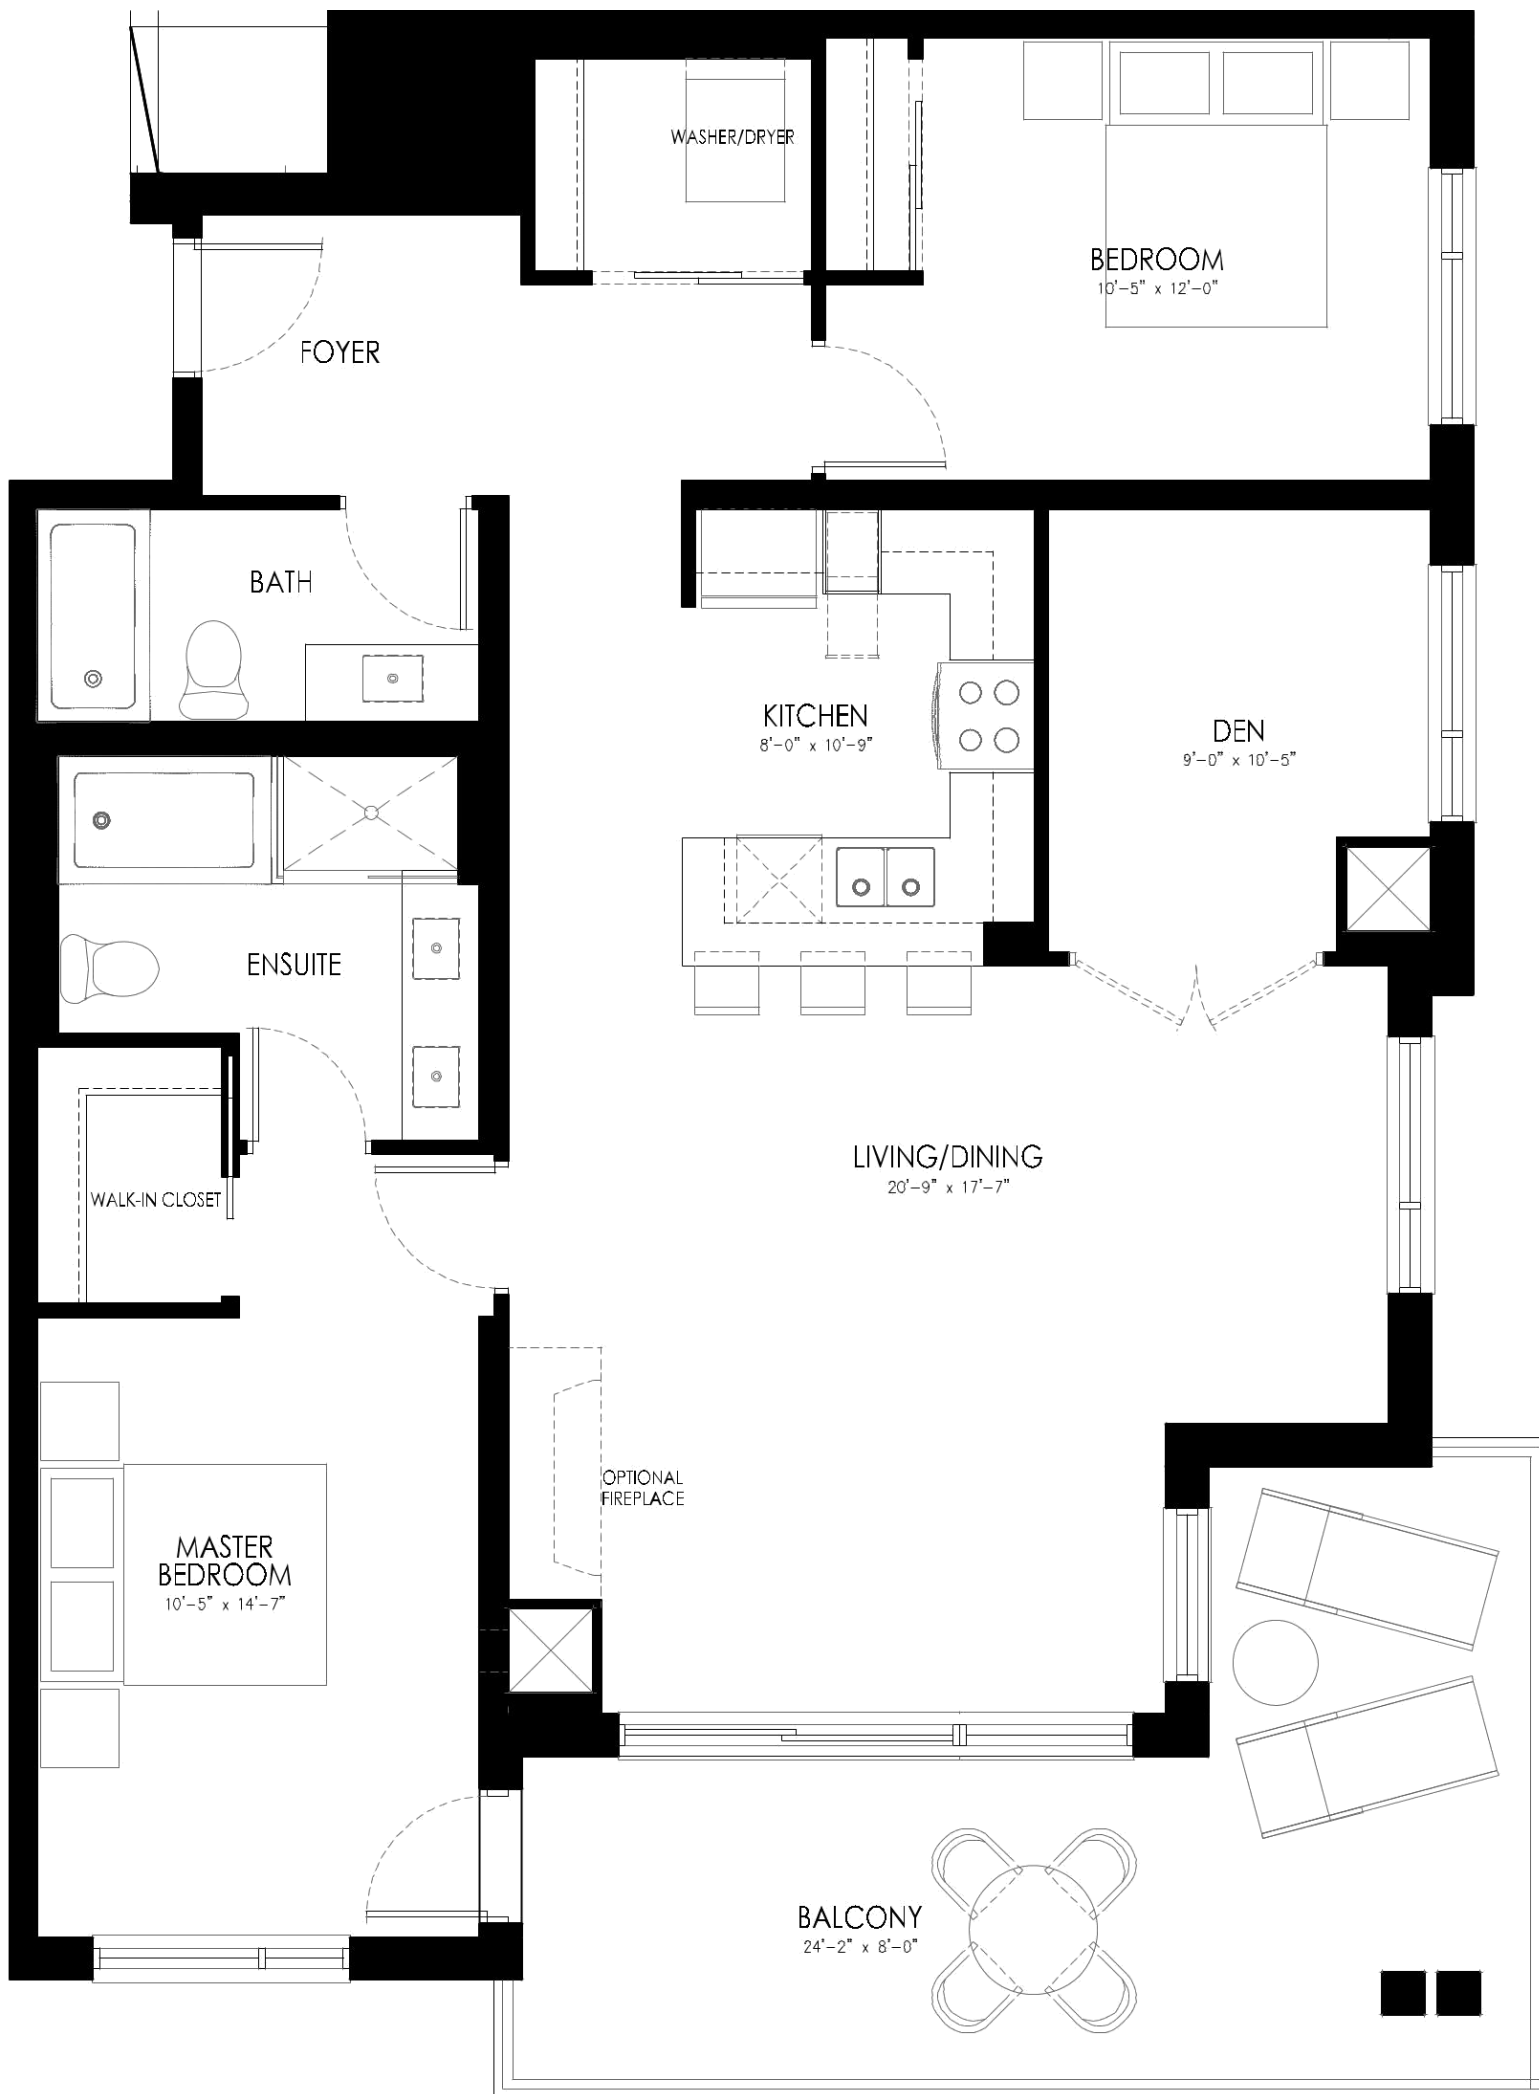 WASHER/DRYER
BEDROOM
10'-5" x 12'-0"
FOYER
BATH
KITCHEN
8'-0" x 10'-9"
DEN
9'-0" x 10'-5"
ENSUITE
LIVING/DINING
20'-9" x 17'-7"
WALK-IN CLOSET
OPTIONAL
FIREPLACE
MASTER
BEDROOM
10'-5" x 14'-7"
BALCONY
24'-2" x 8'-0"